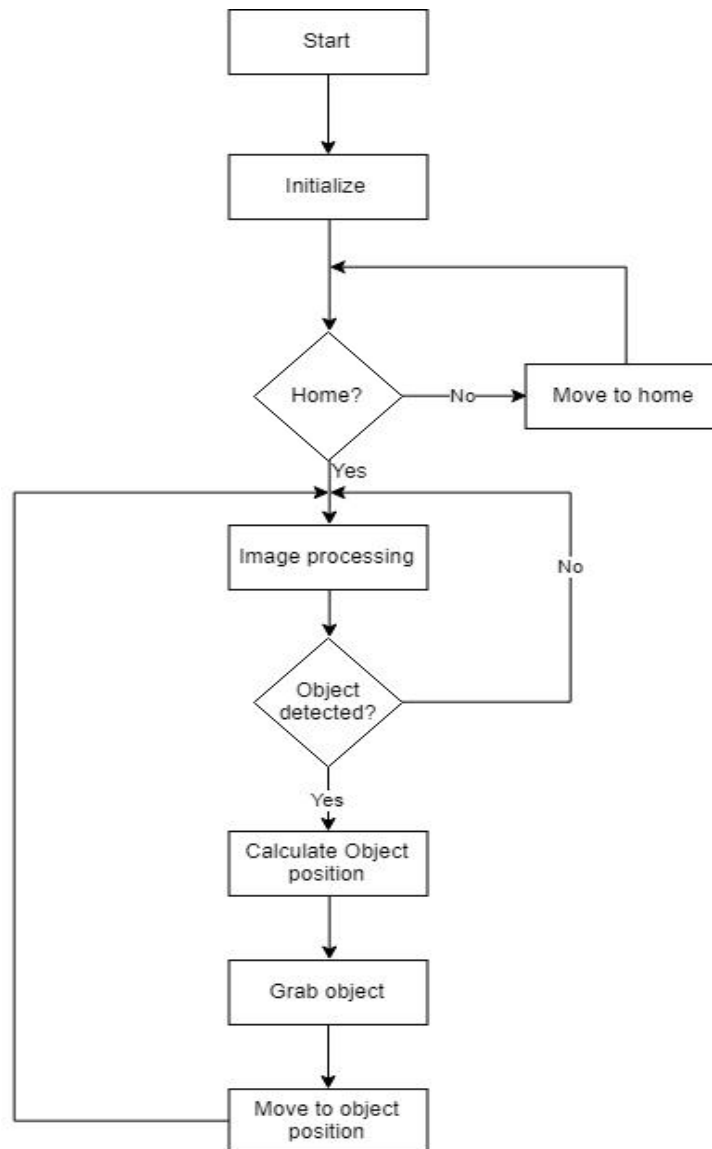 Start
Initialize
Home?
No
Move to home
Yes
Image processing
No
Object
detected?
Yes
Calculate Object
position
Grab object
Move to object
position